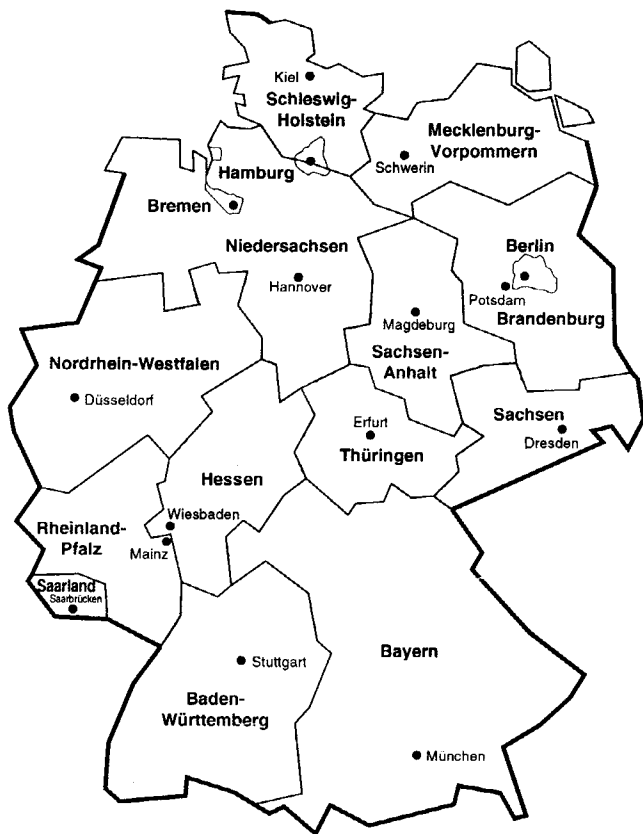 Kiel
Schleswig-
Holstein
Mecklenburg-
Vorpommern
Schwerin
Hamburg
Bremen
Niedersachsen
Hannover
Berlin
Potsdam
Brandenburg
Magdeburg
Sachsen-
Anhalt
Nordrhein-Westfalen
Düsseldorf
Sachsen
Dresden
Erfurt
Thüringen
Hessen
Wiesbaden
Rheinland-
Pfalz
Mainz
Saarland
Saarbrücken
Stuttgart
Baden-
Württemberg
Bayern
München